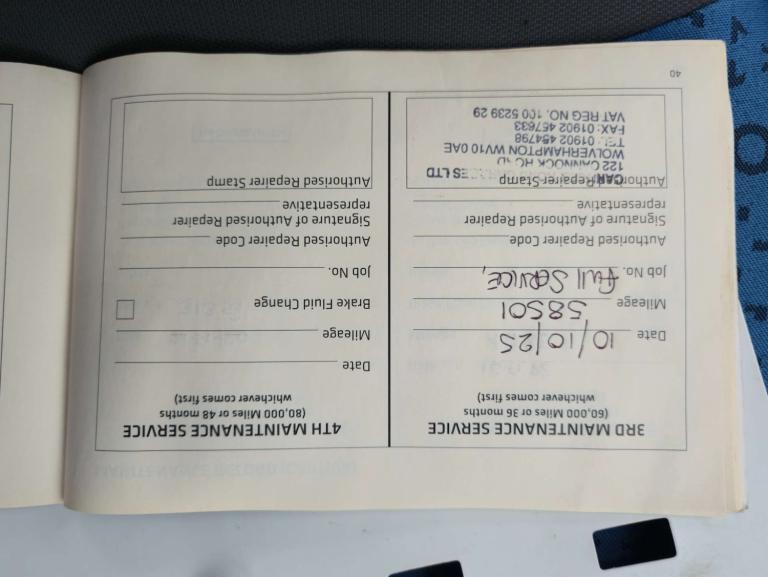 3RD MAINTENANCE SERVICE
(60,000 Miles or 36 months
whichever comes first)
Date 10/10/25
Mileage 58501
Job No. Full SERVICE,
Authorised Repairer Code
Signature of Authorised Repairer
representative
Authorised Repairer Stamp
CAR ES LTD
122 CANNOCK
WOLVERHAMPTON WV10 0AE
TEL: 01902 454798
FAX: 01902 457633
VAT REG NO. 100 5239 29
4TH MAINTENANCE SERVICE
(80,000 Miles or 48 months
whichever comes first)
Date
Mileage
Brake Fluid Change
Job No.
Authorised Repairer Code
Signature of Authorised Repairer
representative
Authorised Repairer Stamp
40